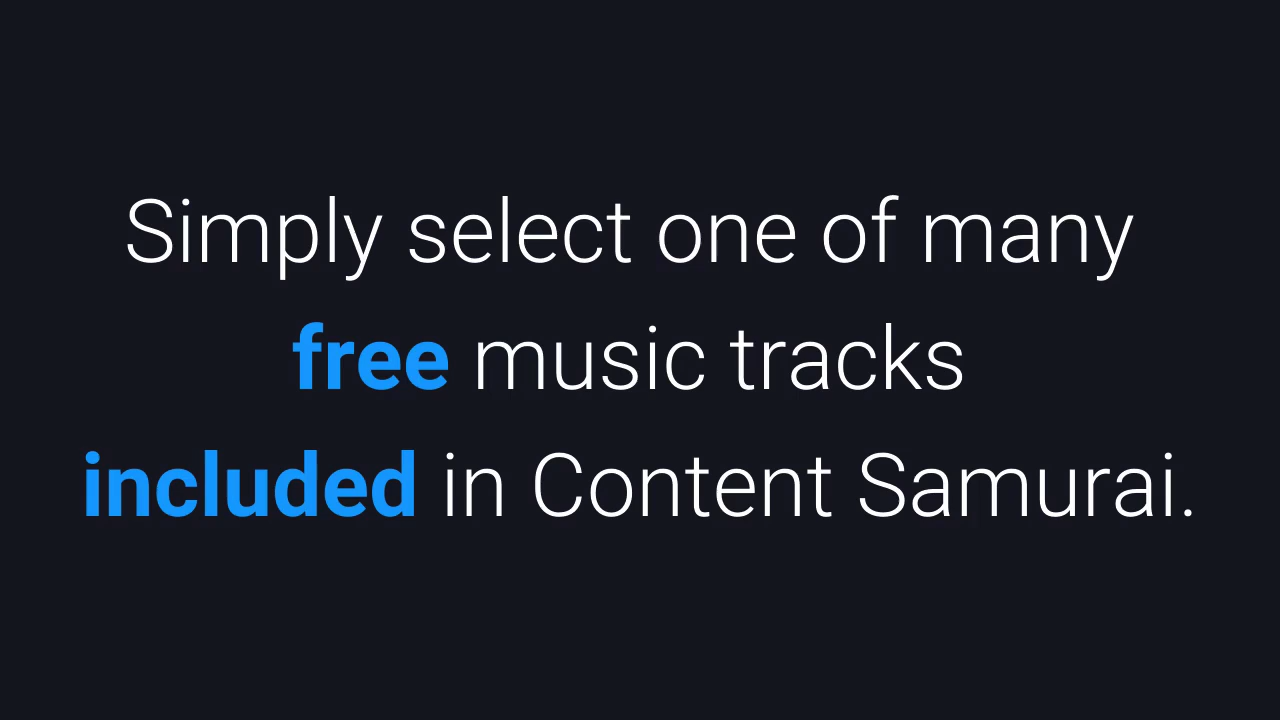 Simply select one of many
free music tracks
included in Content Samurai.